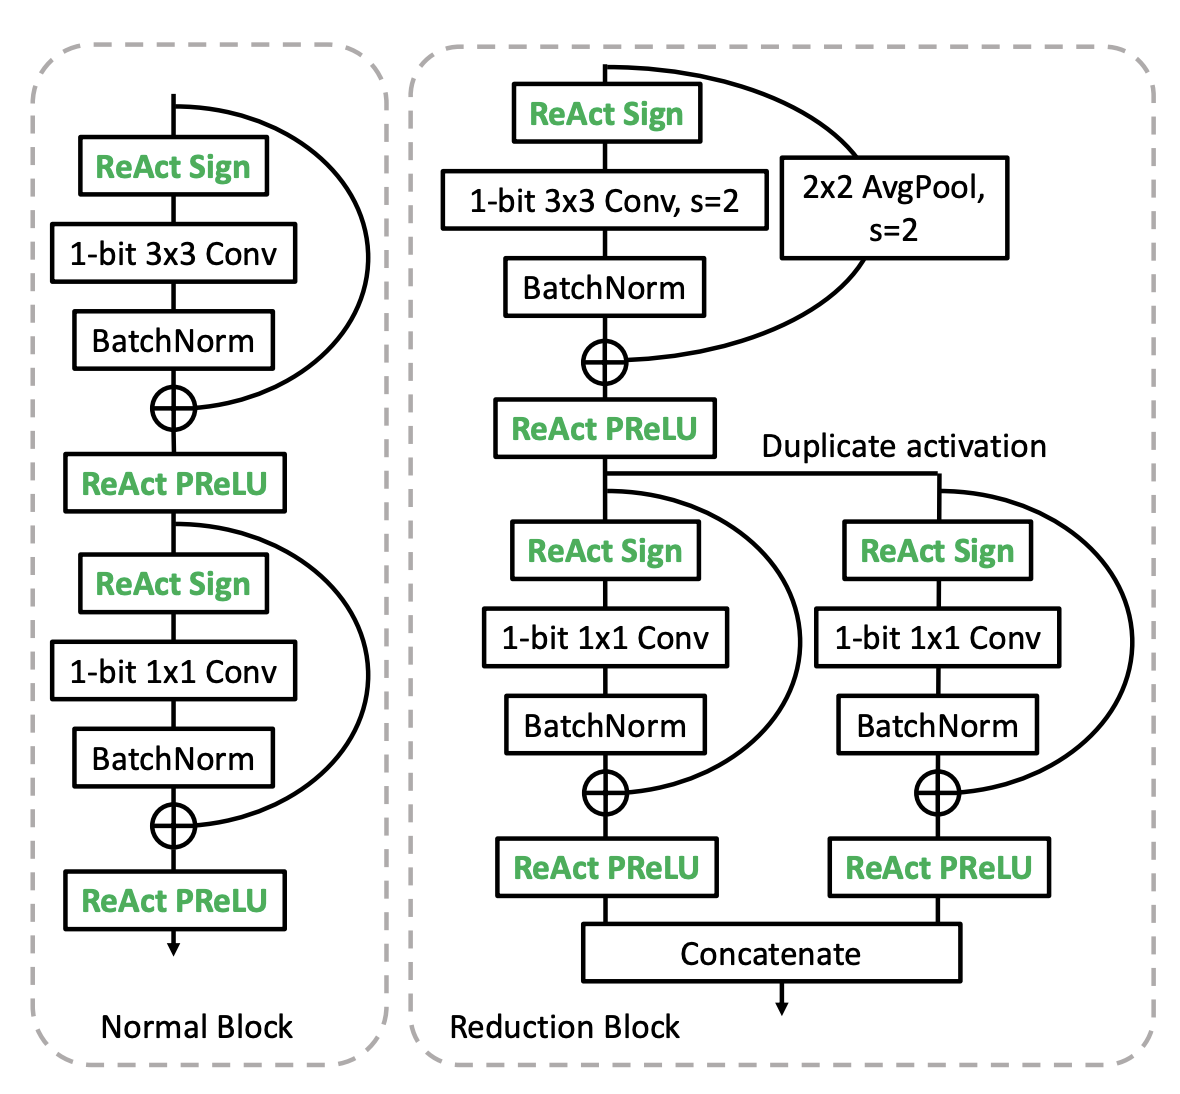 ReAct Sign
1-bit 3x3 Conv
BatchNorm
ReAct PReLU
ReAct Sign
1-bit 1x1 Conv
BatchNorm
ReAct PReLU
Normal Block
ReAct Sign
1-bit 3x3 Conv, s=2
2x2 AvgPool,
s=2
BatchNorm
ReAct PReLU
Duplicate activation
ReAct Sign
1-bit 1x1 Conv
BatchNorm
ReAct PReLU
ReAct Sign
1-bit 1x1 Conv
BatchNorm
ReAct PReLU
Concatenate
Reduction Block